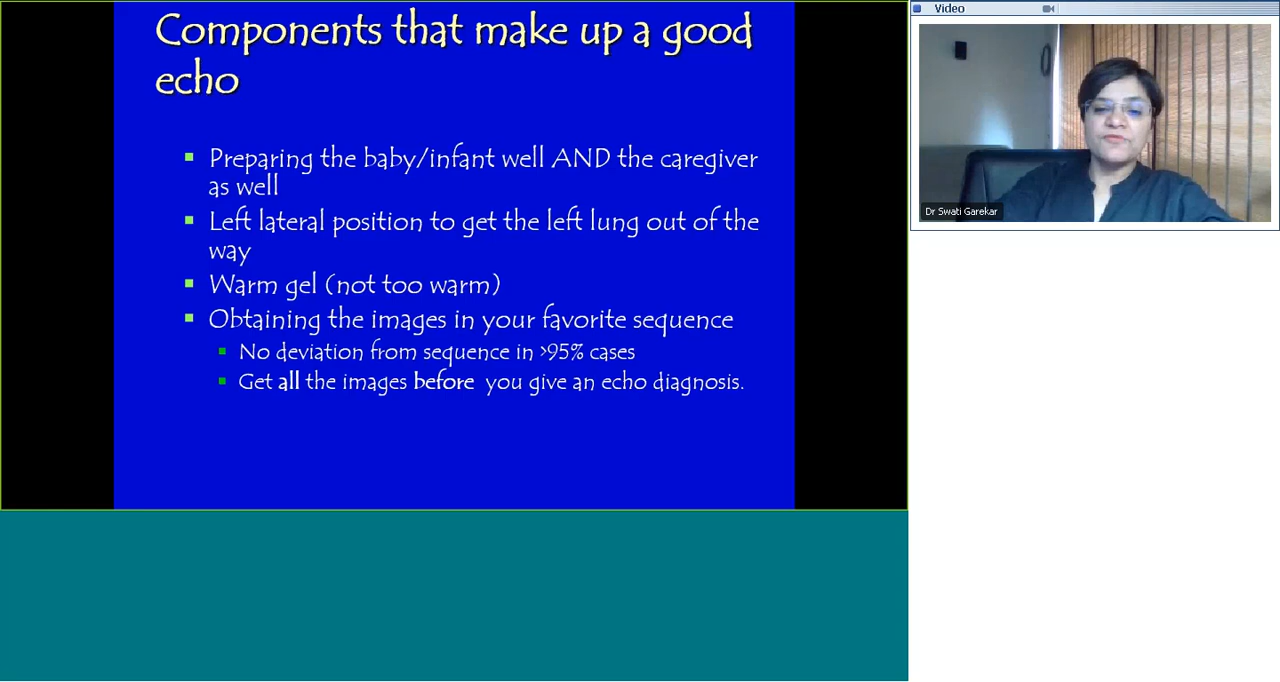 Components that make up a good
echo
Preparing the baby/infant well AND the caregiver
as well
Left lateral position to get the left lung out of the
way
Warm gel (not too warm)
Obtaining the images in your favorite sequence
No deviation from sequence in >95% cases
Get all the images before you give an echo diagnosis.
Video
Dr Swati Garekar